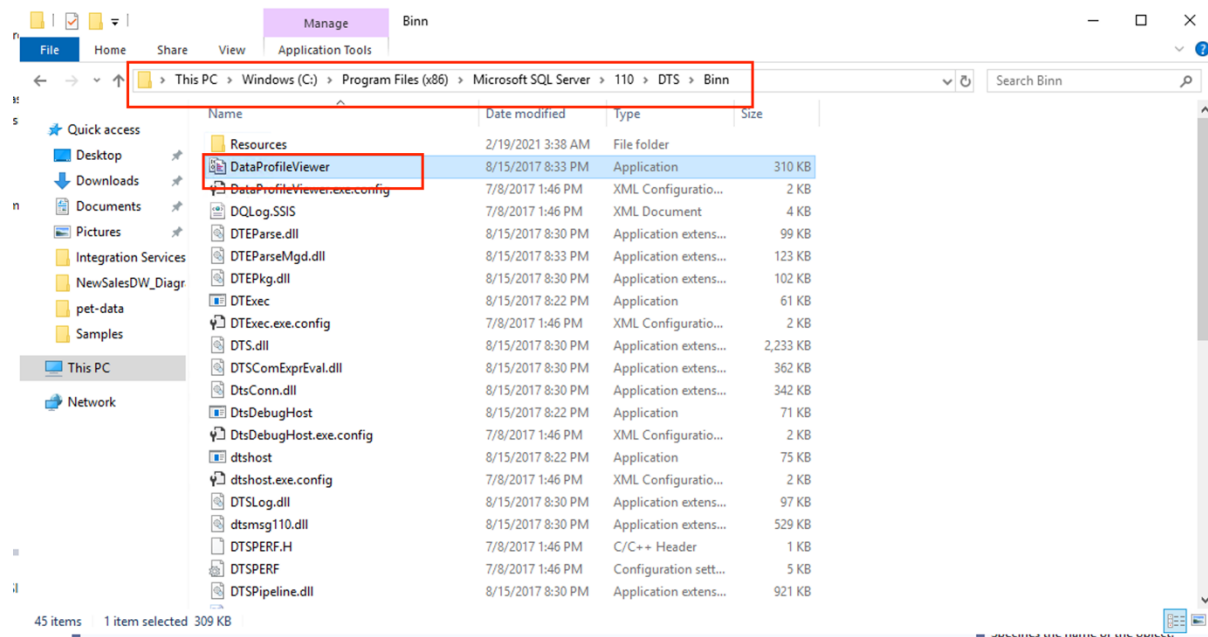 Manage Binn
File Home Share View Application Tools
This PC > Windows (C:) > Program Files (x86) > Microsoft SQL Server > 110 > DTS > Binn
Search Binn
Name Date modified Type Size
Quick access
Desktop
Downloads
Documents
Pictures
Integration Services
NewSalesDW_Diagr
pet-data
Samples
This PC
Network
Resources 2/19/2021 3:38 AM File folder
DataProfileViewer 8/15/2017 8:33 PM Application 310 KB
DataProfileViewer.exe.config 7/8/2017 1:46 PM XML Configuratio... 2 KB
DQLog.SSIS 7/8/2017 1:46 PM XML Document 4 KB
DTEParse.dll 8/15/2017 8:30 PM Application extens... 99 KB
DTEParseMgd.dll 8/15/2017 8:33 PM Application extens... 123 KB
DTEPkg.dll 8/15/2017 8:30 PM Application extens... 102 KB
DTExec 8/15/2017 8:22 PM Application 61 KB
DTExec.exe.config 7/8/2017 1:46 PM XML Configuratio... 2 KB
DTS.dll 8/15/2017 8:30 PM Application extens... 2,233 KB
DTSComExprEval.dll 8/15/2017 8:30 PM Application extens... 362 KB
DtsConn.dll 8/15/2017 8:30 PM Application extens... 342 KB
DtsDebugHost 8/15/2017 8:22 PM Application 71 KB
DtsDebugHost.exe.config 7/8/2017 1:46 PM XML Configuratio... 2 KB
dtshost 8/15/2017 8:22 PM Application 75 KB
dtshost.exe.config 7/8/2017 1:46 PM XML Configuratio... 2 KB
DTSLog.dll 8/15/2017 8:30 PM Application extens... 97 KB
dtsmsg110.dll 8/15/2017 8:30 PM Application extens... 529 KB
DTSPERF.H 7/8/2017 1:46 PM C/C++ Header 1 KB
DTSPERF 7/8/2017 1:46 PM Configuration sett... 5 KB
DTSPipeline.dll 8/15/2017 8:30 PM Application extens... 921 KB
45 items 1 item selected 309 KB